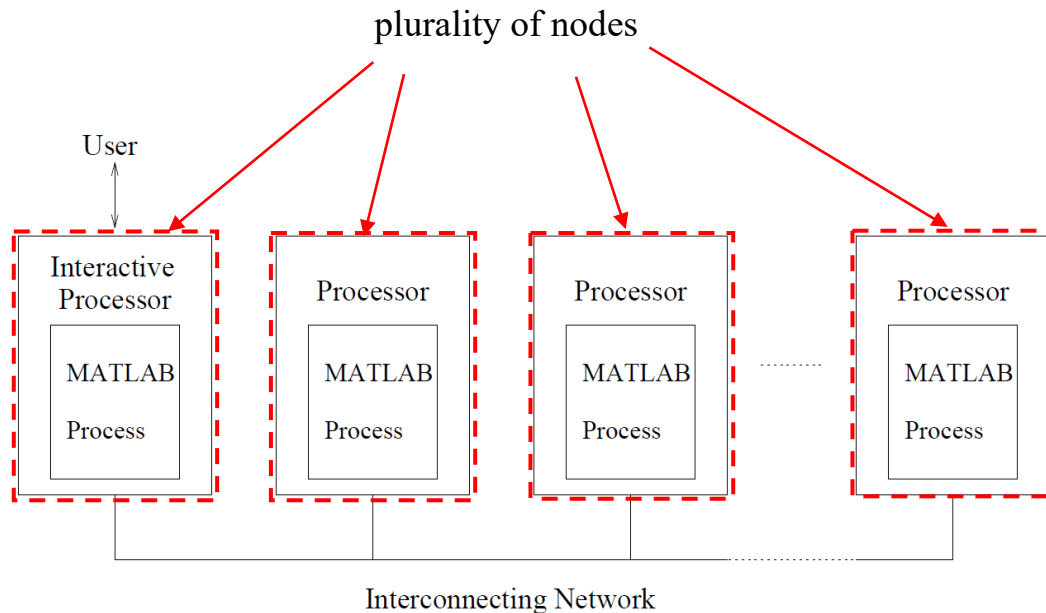 plurality of nodes
User
Interactive
Processor
MATLAB
Process
Processor
MATLAB
Process
Processor
MATLAB
Process
Processor
MATLAB
Process
Interconnecting Network